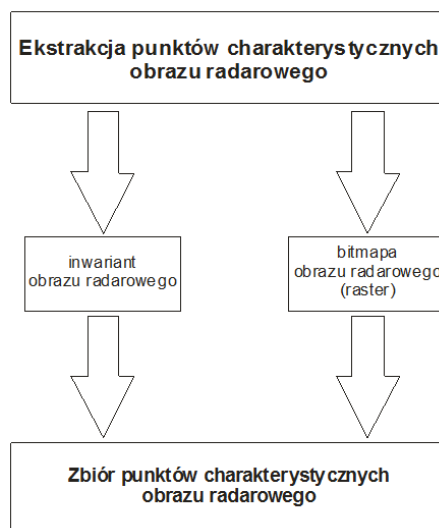 Ekstrakcja punktów charakterystycznych
obrazu radarowego
inwariant
obrazu radarowego
bitmapa
obrazu radarowego
(raster)
Zbiór punktów charakterystycznych
obrazu radarowego